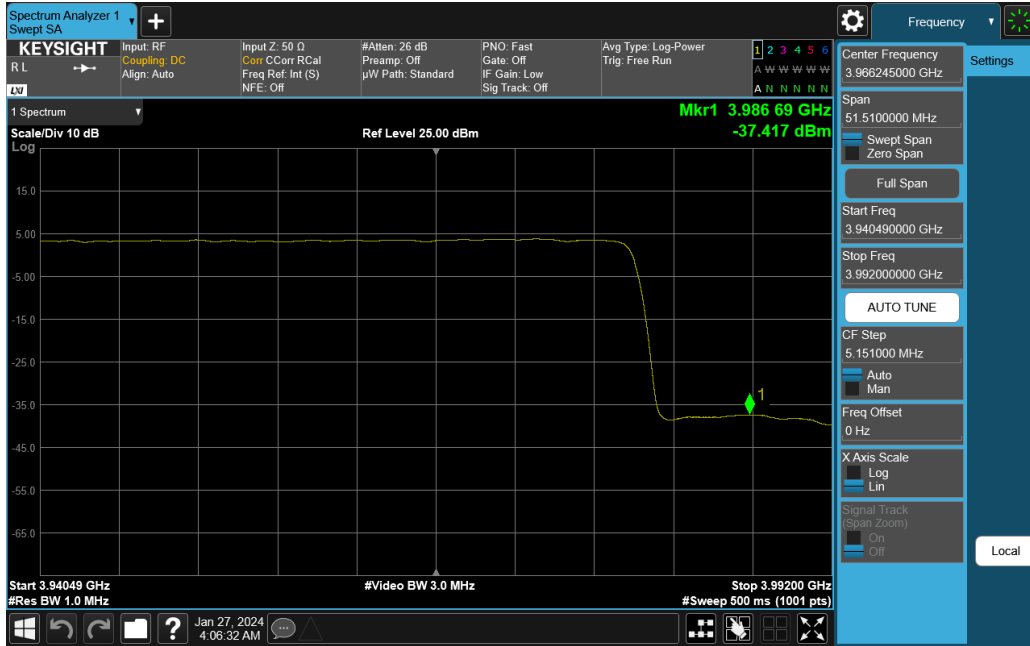 Spectrum Analyzer 1
Swept SA
Frequency
KEYSIGHT
R L
LXI
Input: RF
Coupling: DC
Align: Auto
Input Z: 50 Ω
Corr CCorr RCal
Freq Ref: Int (S)
NFE: Off
#Atten: 26 dB
Preamp: Off
µW Path: Standard
PNO: Fast
Gate: Off
IF Gain: Low
Sig Track: Off
Avg Type: Log-Power
Trig: Free Run
1 2 3 4 5 6
A W W W W W
A N N N N N
1 Spectrum
Scale/Div 10 dB
Log
Ref Level 25.00 dBm
Mkr1 3.986 69 GHz
-37.417 dBm
15.0
5.00
-5.00
-15.0
-25.0
-35.0
-45.0
-55.0
-65.0
1
Start 3.94049 GHz
#Res BW 1.0 MHz
#Video BW 3.0 MHz
Stop 3.99200 GHz
#Sweep 500 ms (1001 pts)
Jan 27, 2024
4:06:32 AM
?
Center Frequency
3.966245000 GHz
Settings
Span
51.5100000 MHz
Swept Span
Zero Span
Full Span
Start Freq
3.940490000 GHz
Stop Freq
3.992000000 GHz
AUTO TUNE
CF Step
5.151000 MHz
Auto
Man
Freq Offset
0 Hz
X Axis Scale
Log
Lin
Signal Track
(Span Zoom)
On
Off
Local